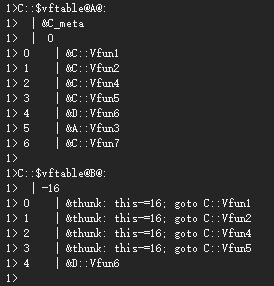 1>C::$vftable@A@:
1> | &C_meta
1> | 0
1> 0 | &C::Vfun1
1> 1 | &C::Vfun2
1> 2 | &C::Vfun4
1> 3 | &C::Vfun5
1> 4 | &D::Vfun6
1> 5 | &A::Vfun3
1> 6 | &C::Vfun7
1>
1>C::$vftable@B@:
1> | -16
1> 0 | &thunk: this-=16; goto C::Vfun1
1> 1 | &thunk: this-=16; goto C::Vfun2
1> 2 | &thunk: this-=16; goto C::Vfun4
1> 3 | &thunk: this-=16; goto C::Vfun5
1> 4 | &D::Vfun6
1>